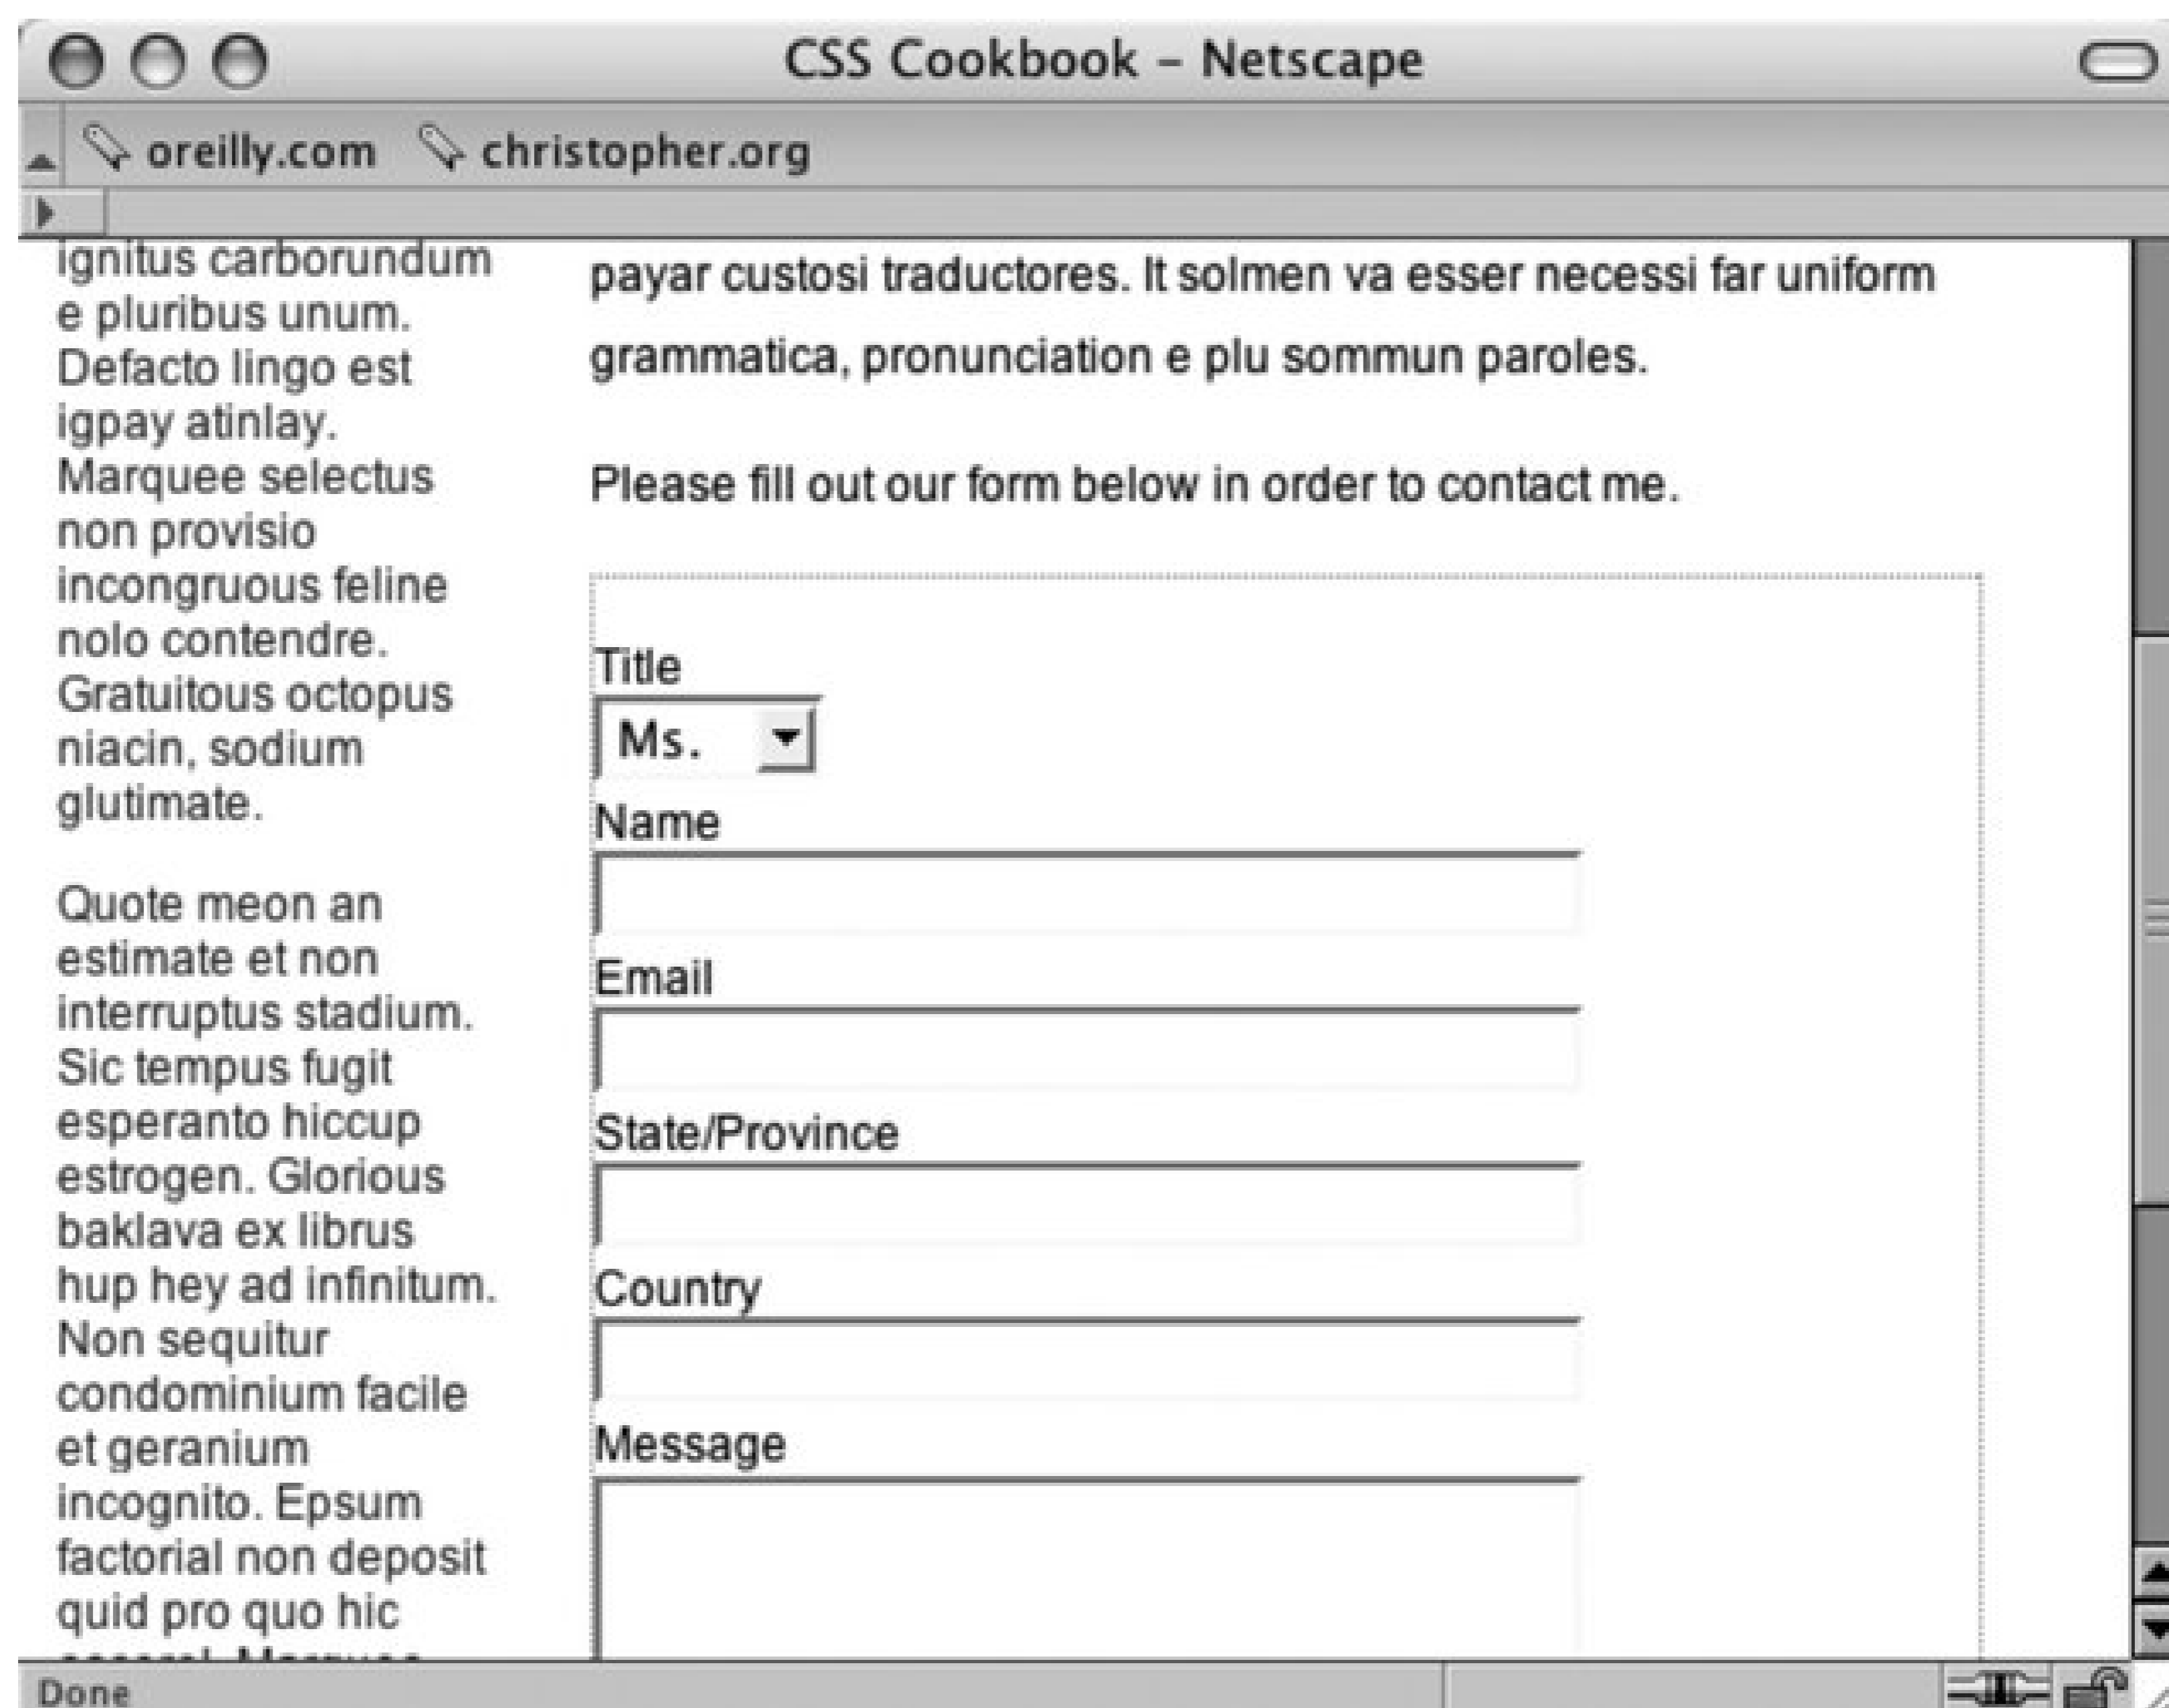 CSS Cookbook – Netscape
oreilly.com christopher.org
ignitus carborundum
e pluribus unum.
Defacto lingo est
igpay atinlay.
Marquee selectus
non provisio
incongruous feline
nolo contendre.
Gratuitous octopus
niacin, sodium
glutimate.
Quote meon an
estimate et non
interruptus stadium.
Sic tempus fugit
esperanto hiccup
estrogen. Glorious
baklava ex librus
hup hey ad infinitum.
Non sequitur
condominium facile
et geranium
incognito. Epsum
factorial non deposit
quid pro quo hic
payar custosi traductores. It solmen va esser necessi far uniform
grammatica, pronunciation e plu sommun paroles.
Please fill out our form below in order to contact me.
Title
Ms.
Name
Email
State/Province
Country
Message
Done